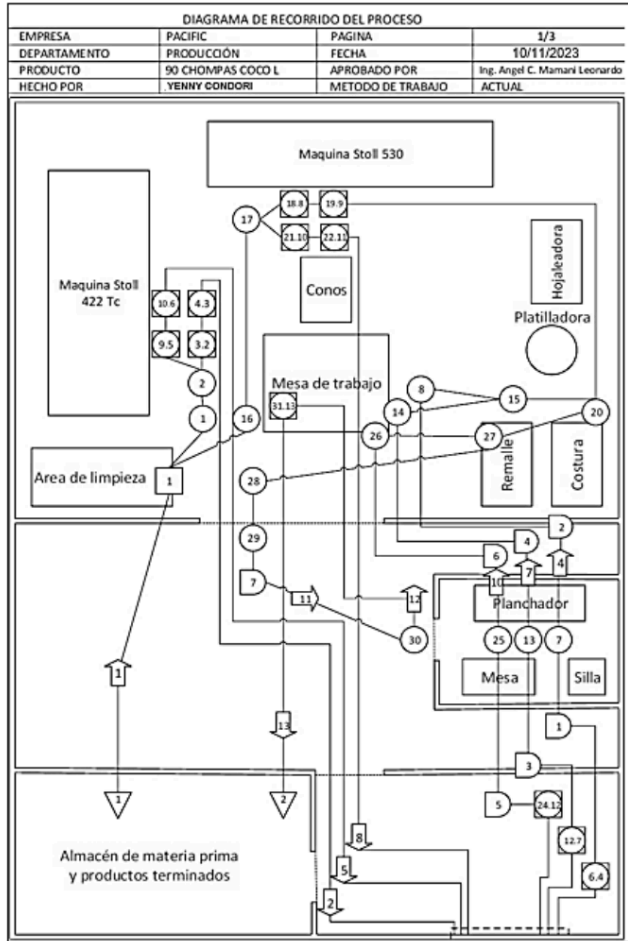 DIAGRAMA DE RECORRIDO DEL PROCESO
EMPRESA PACIFIC PAGINA 1/3
DEPARTAMENTO PRODUCCIÓN FECHA 10/11/2023
PRODUCTO 90 CHOMPAS COCO L APROBADO POR Ing. Angel C. Mamani Leonardo
HECHO POR .YENNY CONDORI METODO DE TRABAJO ACTUAL
Maquina Stoll 530
18.8 19.9
17
21.10 22.11
Hojaleadora
Maquina Stoll
422 Tc
Conos
10.6 4.3
Platilladora
9.5 3.2
Mesa de trabajo
2
8
15
31.13
14
20
1
16
26
27
Remalle
Costura
Area de limpieza
1
28
2
29
4
6
7
10
7
4
11
12
Planchador
30
25
13
7
1
Mesa
Silla
13
1
3
1
2
5
24.12
8
12.7
Almacén de materia prima
y productos terminados
5
6.4
2